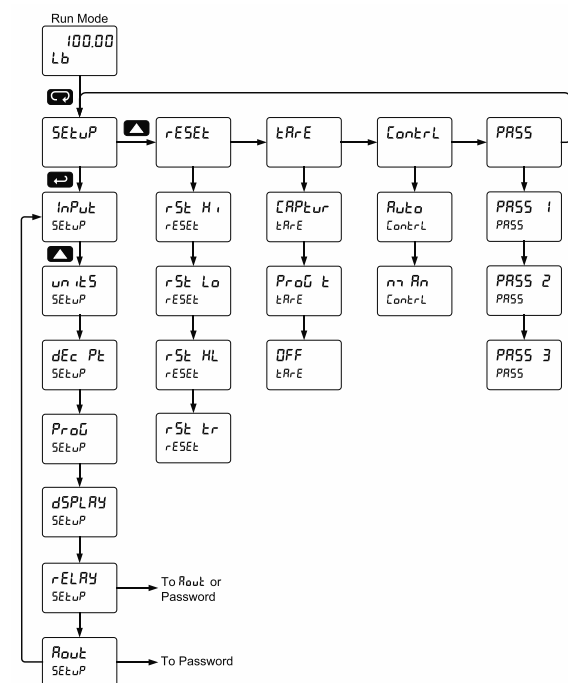 Run Mode
100.00
Lb
SEtuP
rESEt
tArE
ContrL
PASS
InPut
SEtuP
rSt Hi
rESEt
CAPtur
tArE
Auto
ContrL
PASS 1
PASS
unitS
SEtuP
rSt Lo
rESEt
ProG t
tArE
mAn
ContrL
PASS 2
PASS
dEc Pt
SEtuP
rSt HL
rESEt
OFF
tArE
PASS 3
PASS
ProG
SEtuP
rSt tr
rESEt
dSPLAY
SEtuP
rELAY
SEtuP
To Aout or
Password
Aout
SEtuP
To Password